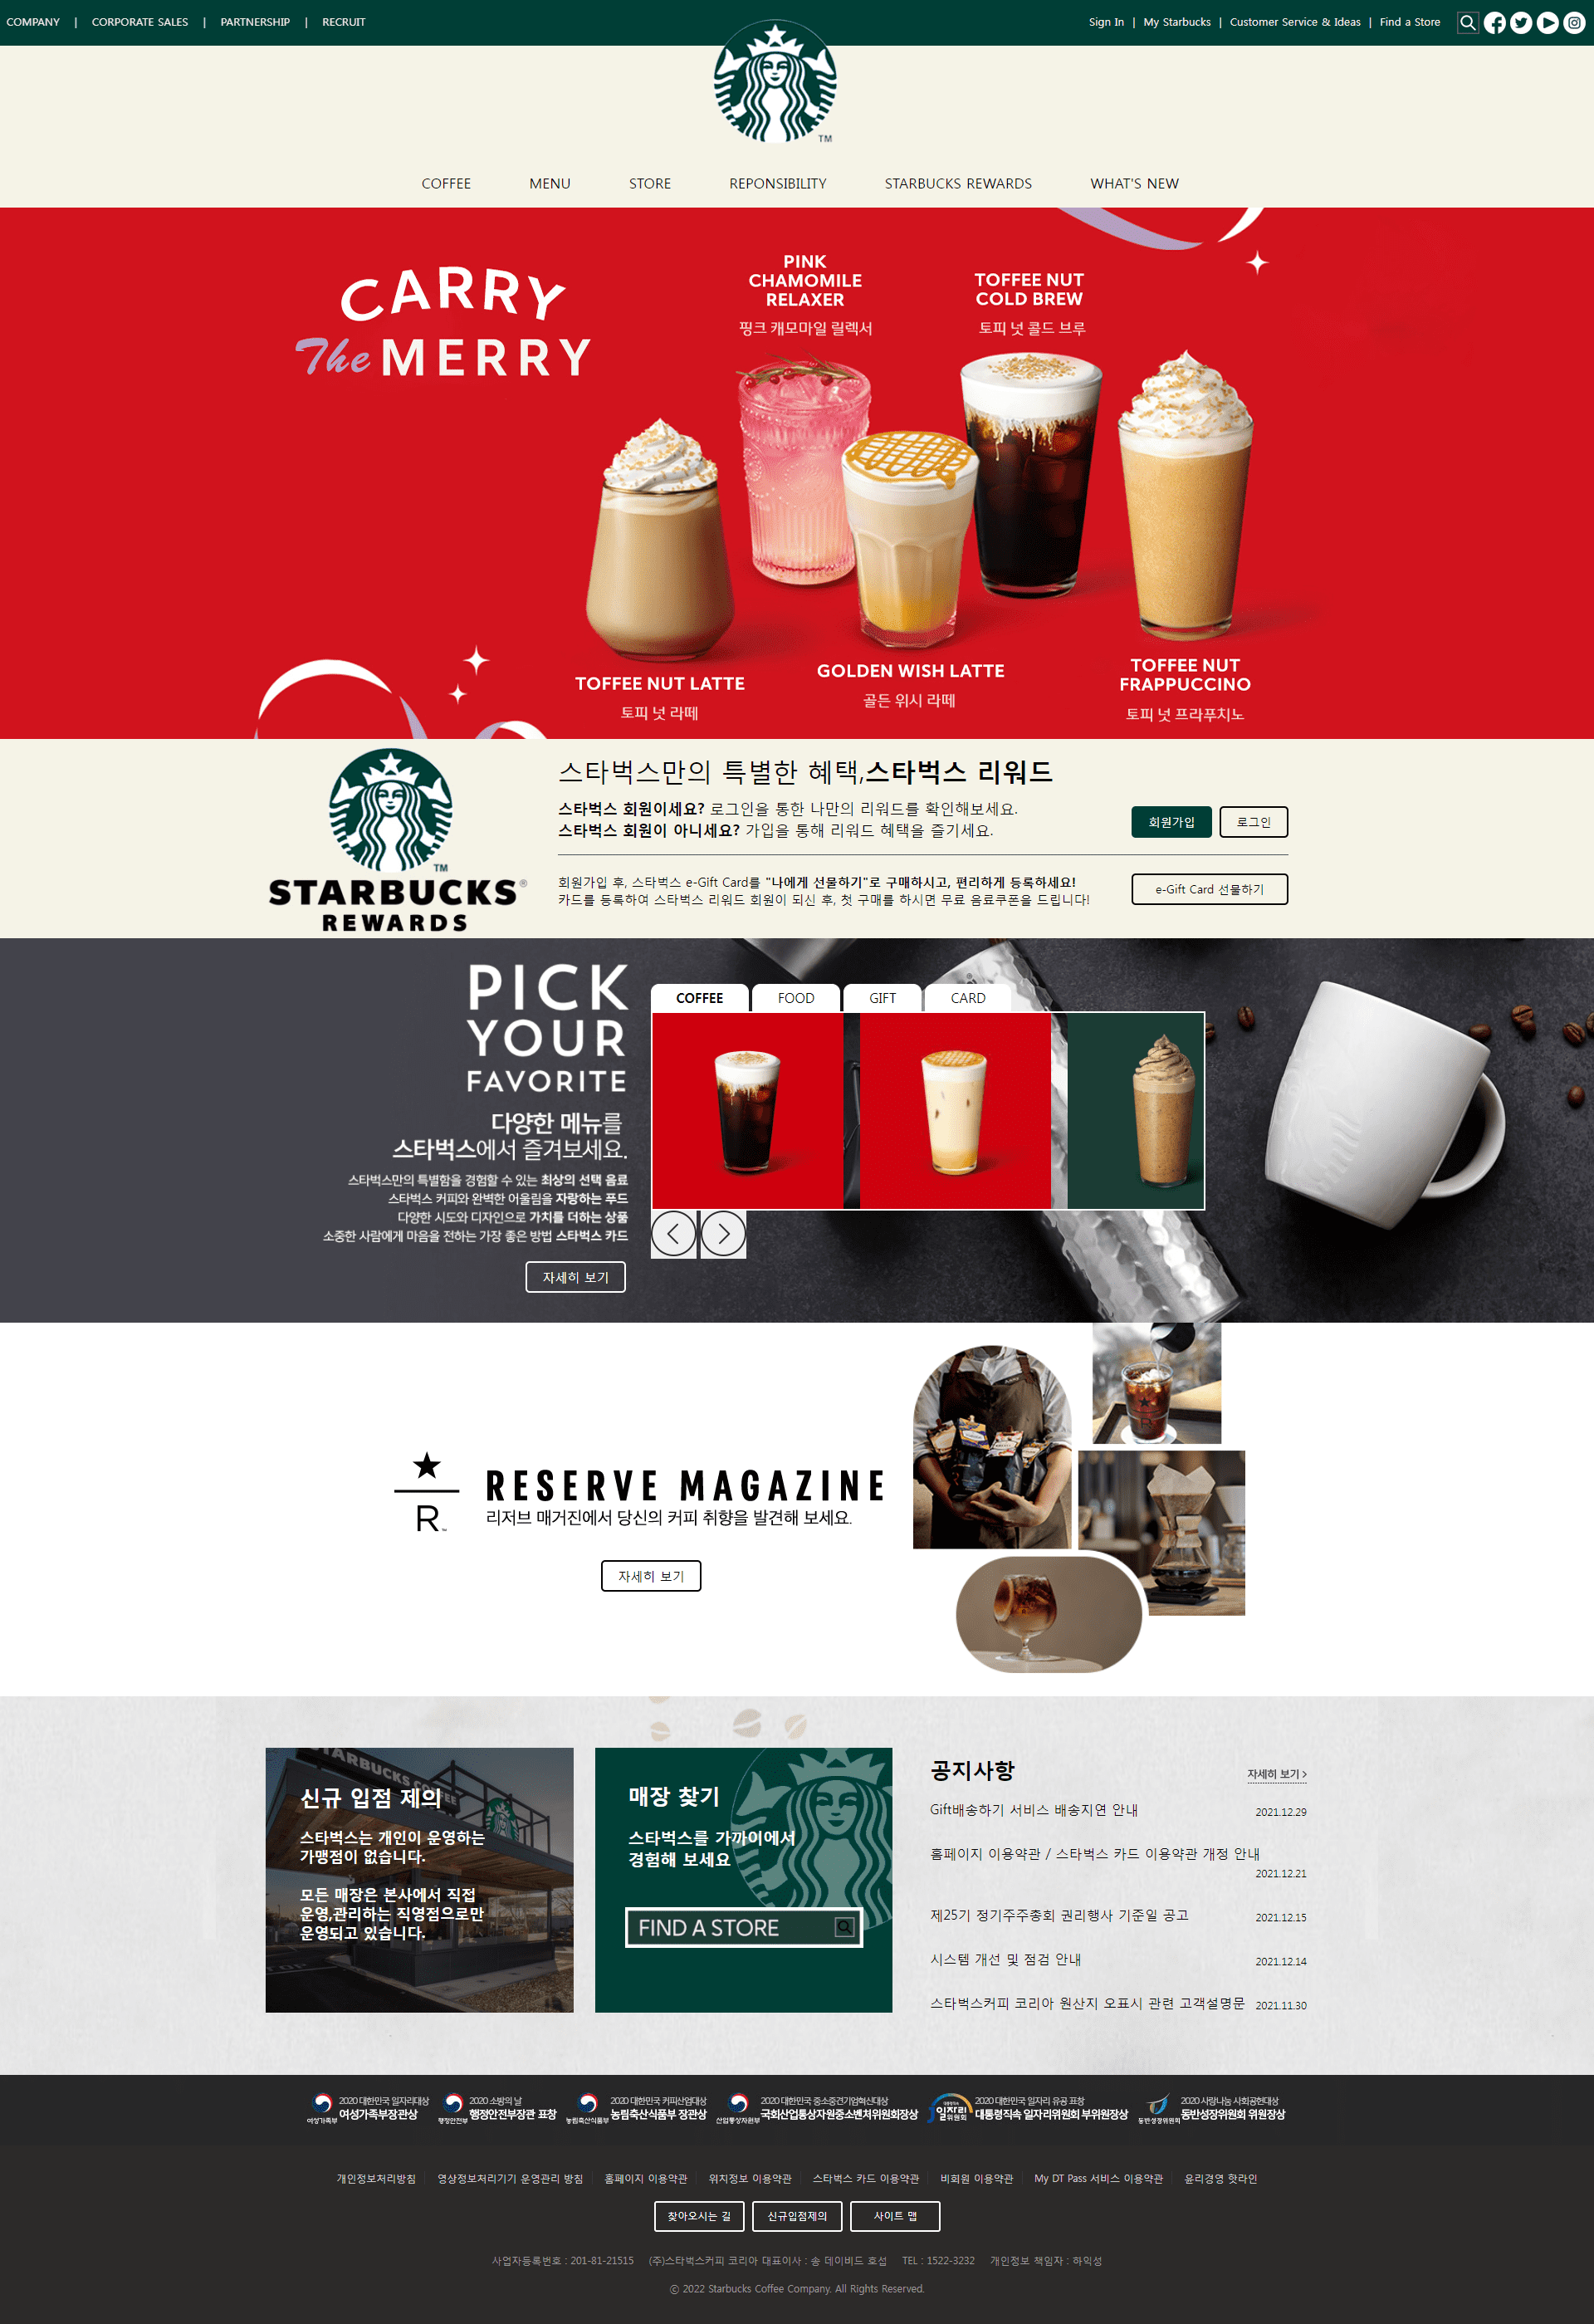 COMPANY | CORPORATE SALES | PARTNERSHIP | RECRUIT
Sign In | My Starbucks | Customer Service & Ideas | Find a Store
TM
COFFEE MENU STORE REPONSIBILITY STARBUCKS REWARDS WHAT'S NEW
CARRY
The MERRY
PINK
CHAMOMILE
RELAXER
핑크 캐모마일 릴렉서
TOFFEE NUT
COLD BREW
토피 넛 콜드 브루
TOFFEE NUT LATTE
토피 넛 라떼
GOLDEN WISH LATTE
골든 위시 라떼
TOFFEE NUT
FRAPPUCCINO
토피 넛 프라푸치노
TM
STARBUCKS®
REWARDS
스타벅스만의 특별한 혜택,스타벅스 리워드
스타벅스 회원이세요? 로그인을 통한 나만의 리워드를 확인해보세요.
스타벅스 회원이 아니세요? 가입을 통해 리워드 혜택을 즐기세요.
회원가입 로그인
회원가입 후, 스타벅스 e-Gift Card를 "나에게 선물하기"로 구매하시고, 편리하게 등록하세요!
카드를 등록하여 스타벅스 리워드 회원이 되신 후, 첫 구매를 하시면 무료 음료쿠폰을 드립니다!
e-Gift Card 선물하기
PICK
YOUR
FAVORITE
다양한 메뉴를
스타벅스에서 즐겨보세요.
스타벅스만의 특별함을 경험할 수 있는 최상의 선택 음료
스타벅스 커피와 완벽한 어울림을 자랑하는 푸드
다양한 시도와 디자인으로 가치를 더하는 상품
소중한 사람에게 마음을 전하는 가장 좋은 방법 스타벅스 카드
자세히 보기
COFFEE FOOD GIFT CARD
R
RESERVE MAGAZINE
리저브 매거진에서 당신의 커피 취향을 발견해 보세요.
자세히 보기
STARBUCKS COFFEE
신규 입점 제의
스타벅스는 개인이 운영하는
가맹점이 없습니다.
모든 매장은 본사에서 직접
운영,관리하는 직영점으로만
운영되고 있습니다.
매장 찾기
스타벅스를 가까이에서
경험해 보세요
FIND A STORE
공지사항
자세히 보기 >
Gift배송하기 서비스 배송지연 안내 2021.12.29
홈페이지 이용약관 / 스타벅스 카드 이용약관 개정 안내
2021.12.21
제25기 정기주주총회 권리행사 기준일 공고 2021.12.15
시스템 개선 및 점검 안내 2021.12.14
스타벅스커피 코리아 원산지 오표시 관련 고객설명문 2021.11.30
여성가족부 2020 대한민국 일자리대상
여성가족부장관상
행정안전부 2020 소방의 날
행정안전부장관 표창
농림축산식품부 2020 대한민국 커피산업대상
농림축산식품부 장관상
산업통상자원부 2020 대한민국 중소중견기업혁신대상
국회산업통상자원중소벤처위원회장상
일자리위원회 2020 대한민국 일자리 유공 표창
대통령직속 일자리위원회 부위원장상
동반성장위원회 2020 사랑나눔 사회공헌대상
동반성장위원회 위원장상
개인정보처리방침 영상정보처리기기 운영관리 방침 홈페이지 이용약관 위치정보 이용약관 스타벅스 카드 이용약관 비회원 이용약관 My DT Pass 서비스 이용약관 윤리경영 핫라인
찾아오시는 길 신규입점제의 사이트 맵
사업자등록번호 : 201-81-21515 (주)스타벅스커피 코리아 대표이사 : 송 데이비드 호섭 TEL : 1522-3232 개인정보 책임자 : 하익성
ⓒ 2022 Starbucks Coffee Company. All Rights Reserved.